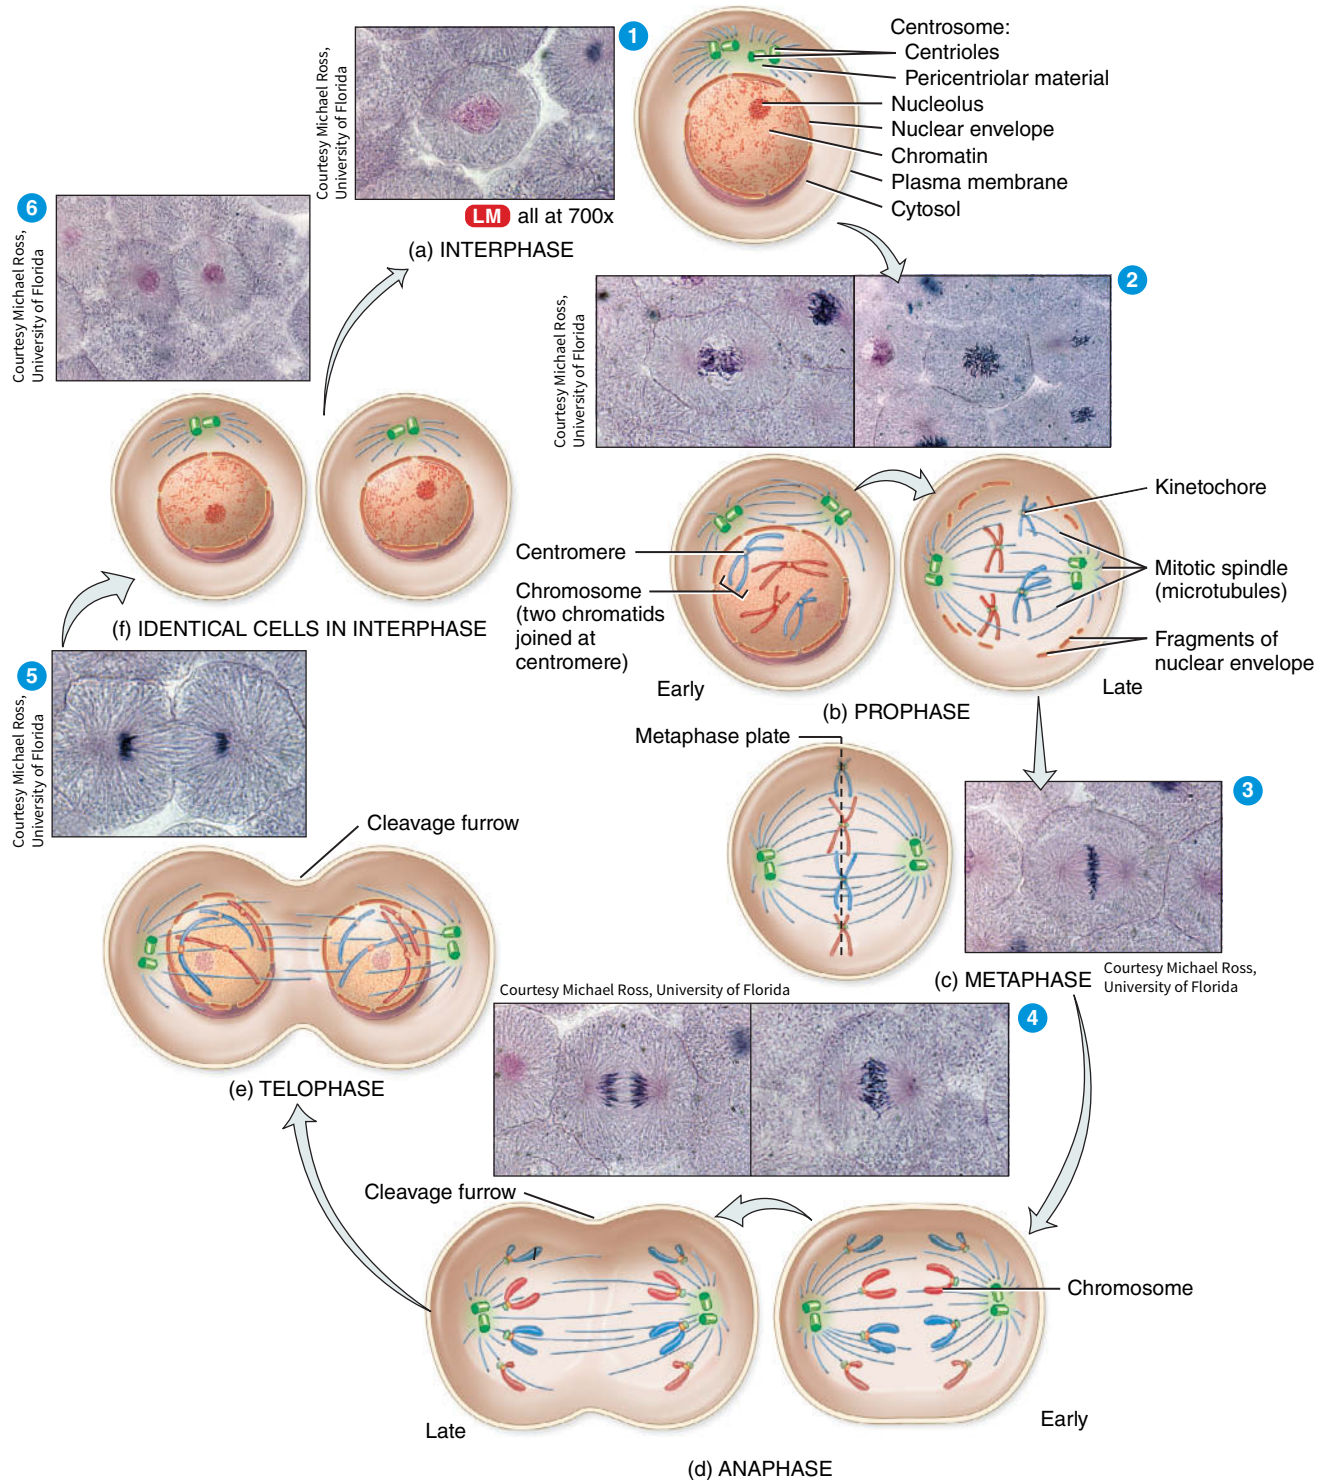 1
Courtesy Michael Ross,
University of Florida
LM all at 700x
(a) INTERPHASE
Centrosome:
Centrioles
Pericentriolar material
Nucleolus
Nuclear envelope
Chromatin
Plasma membrane
Cytosol
2
Courtesy Michael Ross,
University of Florida
Centromere
Chromosome
(two chromatids
joined at
centromere)
Early
Kinetochore
Mitotic spindle
(microtubules)
Fragments of
nuclear envelope
Late
(b) PROPHASE
Metaphase plate
3
(c) METAPHASE
Courtesy Michael Ross,
University of Florida
Courtesy Michael Ross, University of Florida
4
Cleavage furrow
Chromosome
Late
Early
(d) ANAPHASE
5
Courtesy Michael Ross,
University of Florida
Cleavage furrow
(e) TELOPHASE
6
Courtesy Michael Ross,
University of Florida
(f) IDENTICAL CELLS IN INTERPHASE